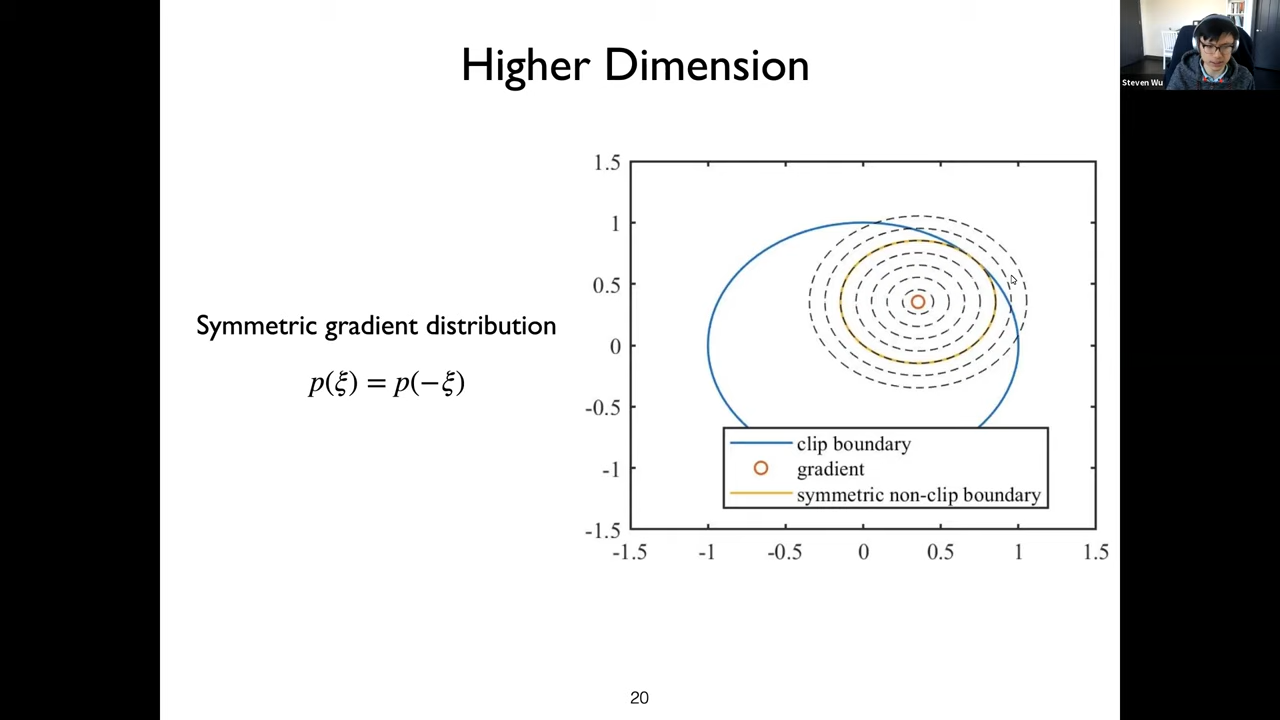 Higher Dimension
Steven Wu
Symmetric gradient distribution
p(ξ) = p(−ξ)
1.5
1
0.5
0
-0.5
-1
-1.5
-1.5 -1 -0.5 0 0.5 1 1.5
clip boundary
gradient
symmetric non-clip boundary
20